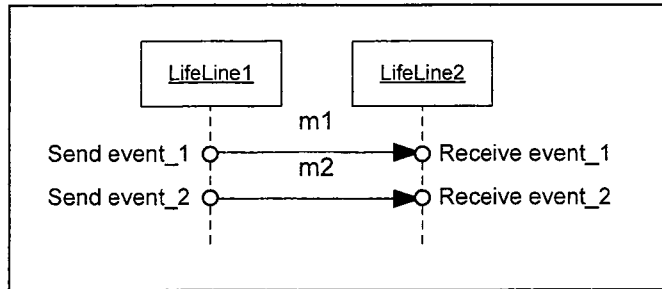 LifeLine1
LifeLine2
m1
Send event_1
Receive event_1
m2
Send event_2
Receive event_2